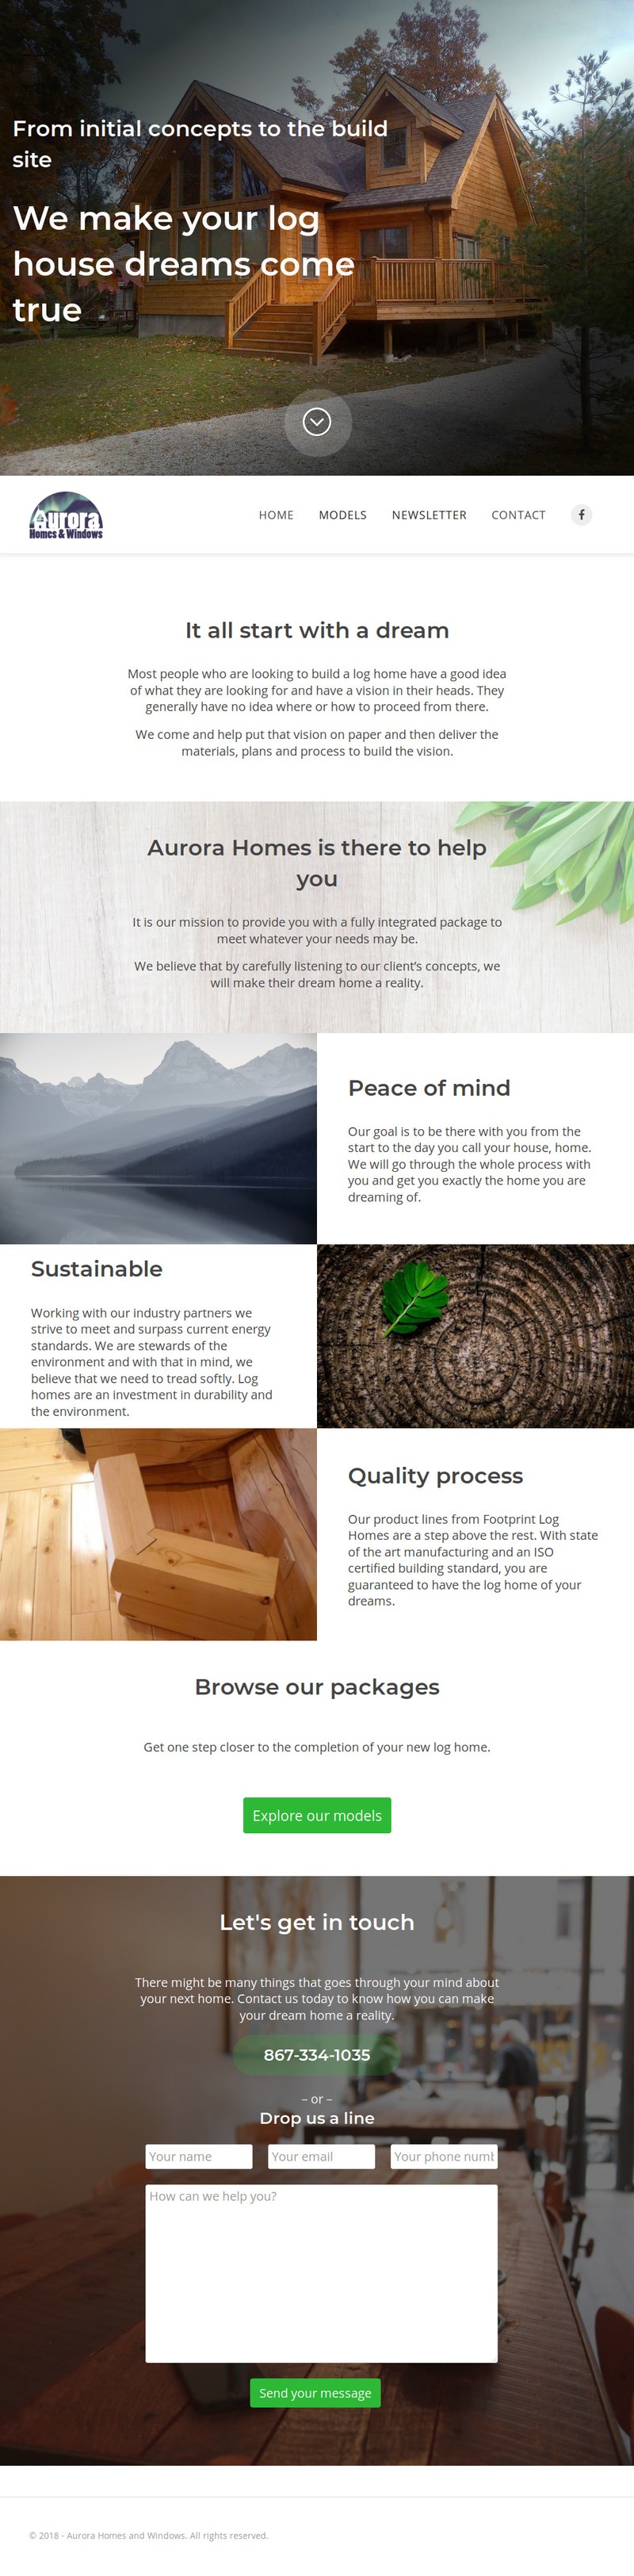 From initial concepts to the build
site
We make your log
house dreams come
true
Aurora
Homes & Windows
HOME MODELS NEWSLETTER CONTACT
It all start with a dream
Most people who are looking to build a log home have a good idea
of what they are looking for and have a vision in their heads. They
generally have no idea where or how to proceed from there.
We come and help put that vision on paper and then deliver the
materials, plans and process to build the vision.
Aurora Homes is there to help
you
It is our mission to provide you with a fully integrated package to
meet whatever your needs may be.
We believe that by carefully listening to our client’s concepts, we
will make their dream home a reality.
Peace of mind
Our goal is to be there with you from the
start to the day you call your house, home.
We will go through the whole process with
you and get you exactly the home you are
dreaming of.
Sustainable
Working with our industry partners we
strive to meet and surpass current energy
standards. We are stewards of the
environment and with that in mind, we
believe that we need to tread softly. Log
homes are an investment in durability and
the environment.
Quality process
Our product lines from Footprint Log
Homes are a step above the rest. With state
of the art manufacturing and an ISO
certified building standard, you are
guaranteed to have the log home of your
dreams.
Browse our packages
Get one step closer to the completion of your new log home.
Explore our models
Let's get in touch
There might be many things that goes through your mind about
your next home. Contact us today to know how you can make
your dream home a reality.
867-334-1035
– or –
Drop us a line
Your name Your email Your phone numb
How can we help you?
Send your message
© 2018 - Aurora Homes and Windows. All rights reserved.